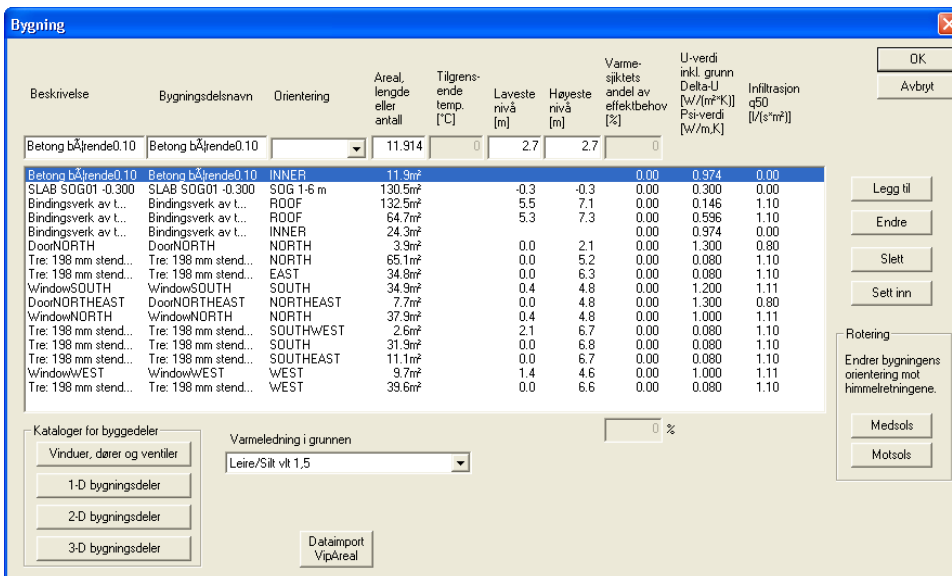 Bygning
Beskrivelse
Bygningsdelsnavn
Orientering
Areal,
lengde
eller
antall
Tilgrens-
ende
temp.
[°C]
Laveste
nivå
[m]
Høyeste
nivå
[m]
Varme-
sjiktets
andel av
effektbehov
[%]
U-verdi
inkl. grunn
Delta-U
[W/(m²*K)]
Psi-verdi
[W/m,K]
Infiltrasjon
q50
[l/(s*m²)]
OK
Avbryt
Betong bÃ¦rende0.10 Betong bÃ¦rende0.10 11.914 0 2.7 2.7 0
Betong bÃ¦rende0.10 Betong bÃ¦rende0.10 INNER 11.9m² 0.00 0.974 0.00
SLAB SOG01 -0.300 SLAB SOG01 -0.300 SOG 1-6 m 130.5m² -0.3 -0.3 0.00 0.300 0.00
Bindingsverk av t... Bindingsverk av t... ROOF 132.5m² 5.5 7.1 0.00 0.146 1.10
Bindingsverk av t... Bindingsverk av t... ROOF 64.7m² 5.3 7.3 0.00 0.596 1.10
Bindingsverk av t... Bindingsverk av t... INNER 24.3m² 0.00 0.974 0.00
DoorNORTH DoorNORTH NORTH 3.9m² 0.0 2.1 0.00 1.300 0.80
Tre: 198 mm stend... Tre: 198 mm stend... NORTH 65.1m² 0.0 5.2 0.00 0.080 1.10
Tre: 198 mm stend... Tre: 198 mm stend... EAST 34.8m² 0.0 6.3 0.00 0.080 1.10
WindowSOUTH WindowSOUTH SOUTH 34.9m² 0.4 4.8 0.00 1.200 1.11
DoorNORTHEAST DoorNORTHEAST NORTHEAST 7.7m² 0.0 4.8 0.00 1.300 0.80
WindowNORTH WindowNORTH NORTH 37.9m² 0.4 4.8 0.00 1.000 1.11
Tre: 198 mm stend... Tre: 198 mm stend... SOUTHWEST 2.6m² 2.1 6.7 0.00 0.080 1.10
Tre: 198 mm stend... Tre: 198 mm stend... SOUTH 31.9m² 0.0 6.8 0.00 0.080 1.10
Tre: 198 mm stend... Tre: 198 mm stend... SOUTHEAST 11.1m² 0.0 6.7 0.00 0.080 1.10
WindowWEST WindowWEST WEST 9.7m² 1.4 4.6 0.00 1.000 1.11
Tre: 198 mm stend... Tre: 198 mm stend... WEST 39.6m² 0.0 6.6 0.00 0.080 1.10
Legg til
Endre
Slett
Sett inn
Rotering
Endrer bygningens
orientering mot
himmelretningene.
Medsols
Motsols
0 %
Kataloger for byggedeler
Vinduer, dører og ventiler
1-D bygningsdeler
2-D bygningsdeler
3-D bygningsdeler
Varmeledning i grunnen
Leire/Silt vlt 1,5
Dataimport
VipAreal